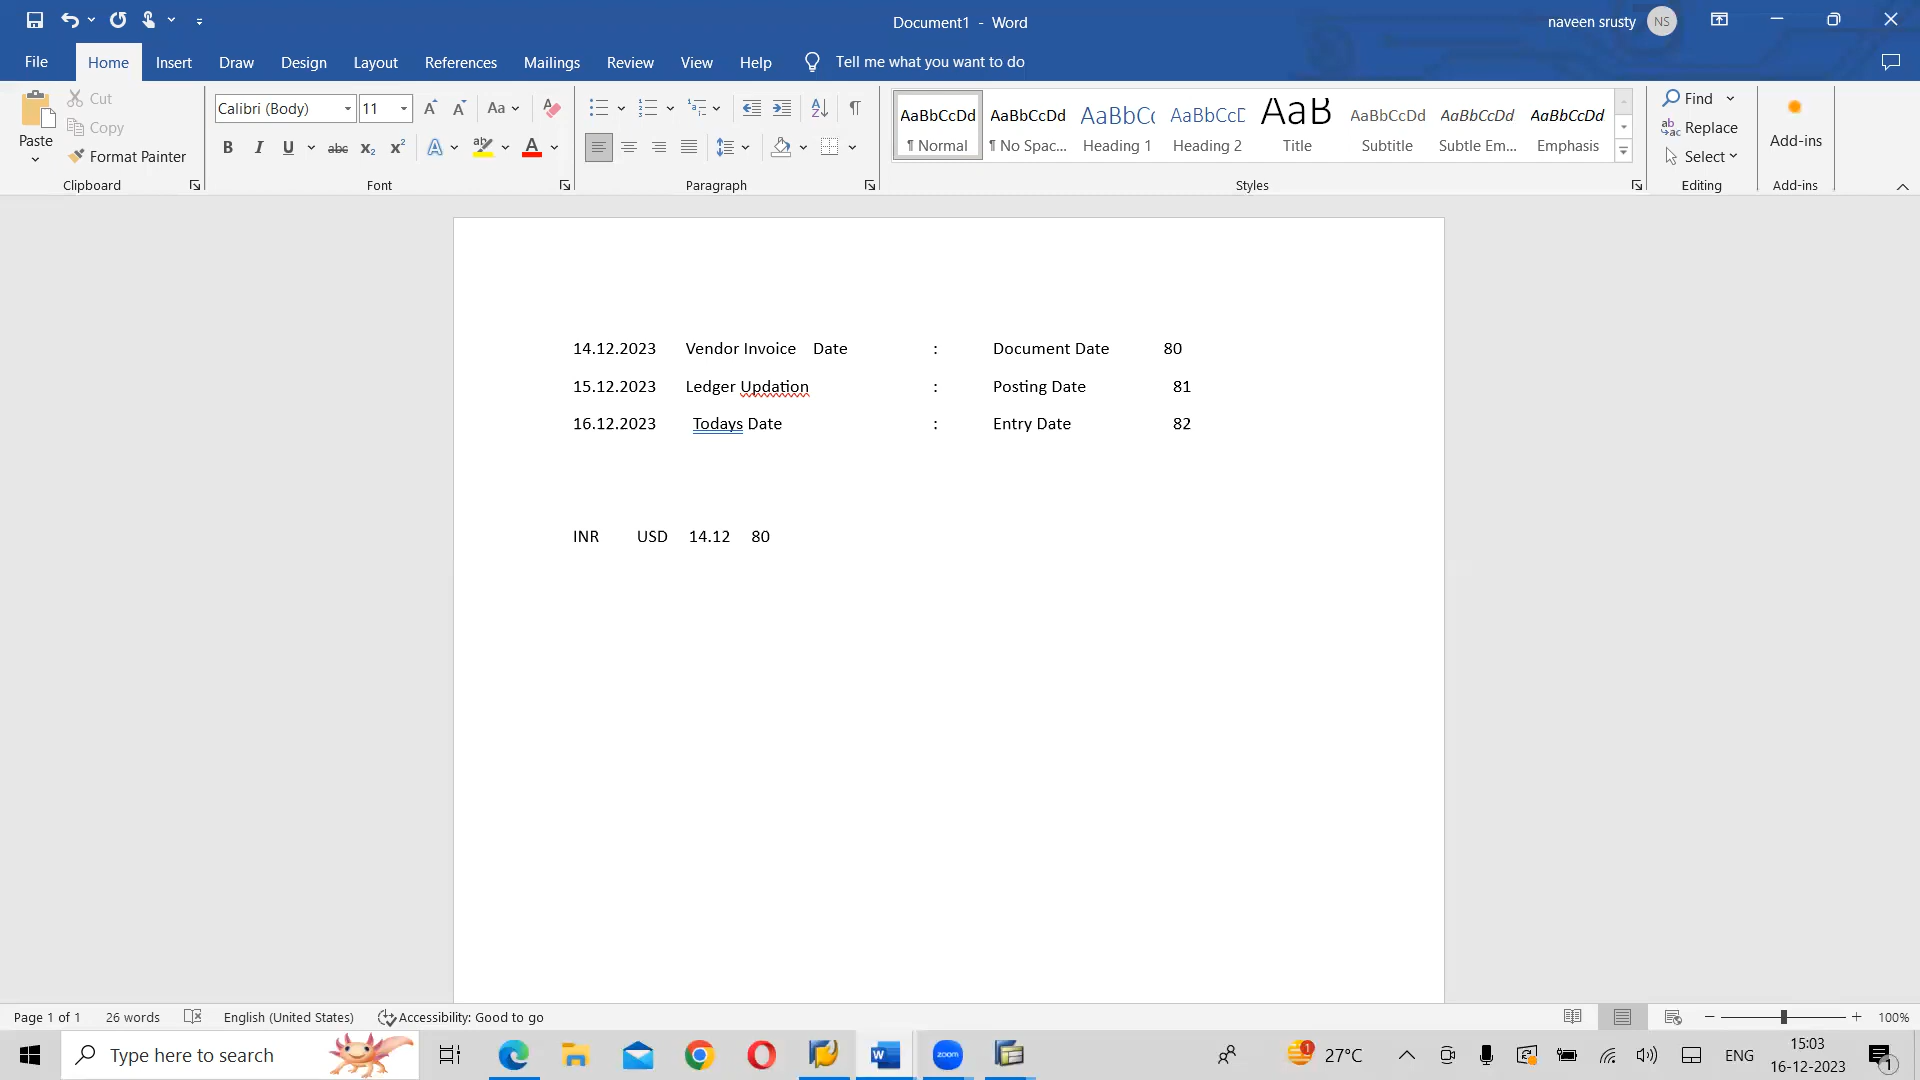 Document1 - Word
naveen srusty NS
File Home Insert Draw Design Layout References Mailings Review View Help Tell me what you want to do
Paste
Cut
Copy
Format Painter
Clipboard
Calibri (Body) 11
Font
Paragraph
AaBbCcDd AaBbCcDd AaBbC( AaBbCcE AaB AaBbCcDd AaBbCcDd AaBbCcDd
¶ Normal ¶ No Spac... Heading 1 Heading 2 Title Subtitle Subtle Em... Emphasis
Styles
Find
Replace
Select
Editing
Add-ins
Add-ins
14.12.2023 Vendor Invoice Date : Document Date 80
15.12.2023 Ledger Updation : Posting Date 81
16.12.2023 Todays Date : Entry Date 82
INR USD 14.12 80
Page 1 of 1 26 words English (United States) Accessibility: Good to go 100%
Type here to search zoom 1 27°C ENG 15:03
16-12-2023 1